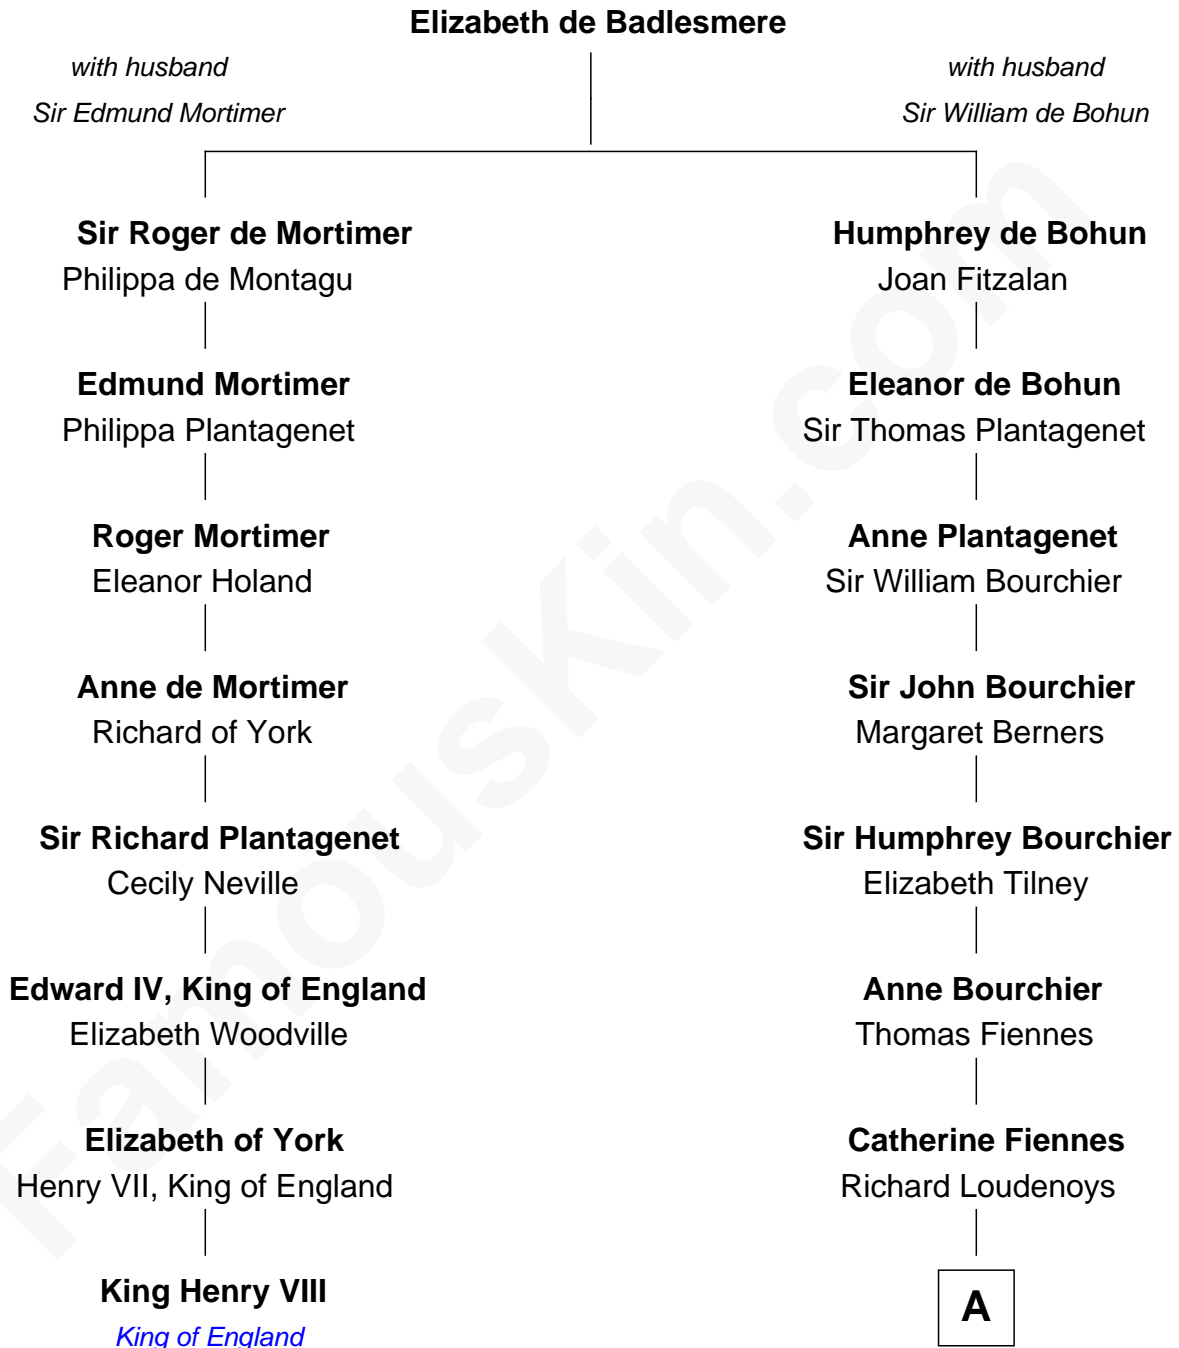 Elizabeth de Badlesmere
with husband
Sir Edmund Mortimer
with husband
Sir William de Bohun
Sir Roger de Mortimer
Philippa de Montagu
Humphrey de Bohun
Joan Fitzalan
Edmund Mortimer
Philippa Plantagenet
Eleanor de Bohun
Sir Thomas Plantagenet
Roger Mortimer
Eleanor Holand
Anne Plantagenet
Sir William Bourchier
Anne de Mortimer
Richard of York
Sir John Bourchier
Margaret Berners
Sir Richard Plantagenet
Cecily Neville
Sir Humphrey Bourchier
Elizabeth Tilney
Edward IV, King of England
Elizabeth Woodville
Anne Bourchier
Thomas Fiennes
Elizabeth of York
Henry VII, King of England
Catherine Fiennes
Richard Loudenoys
King Henry VIII
King of England
A
FamousKin.com